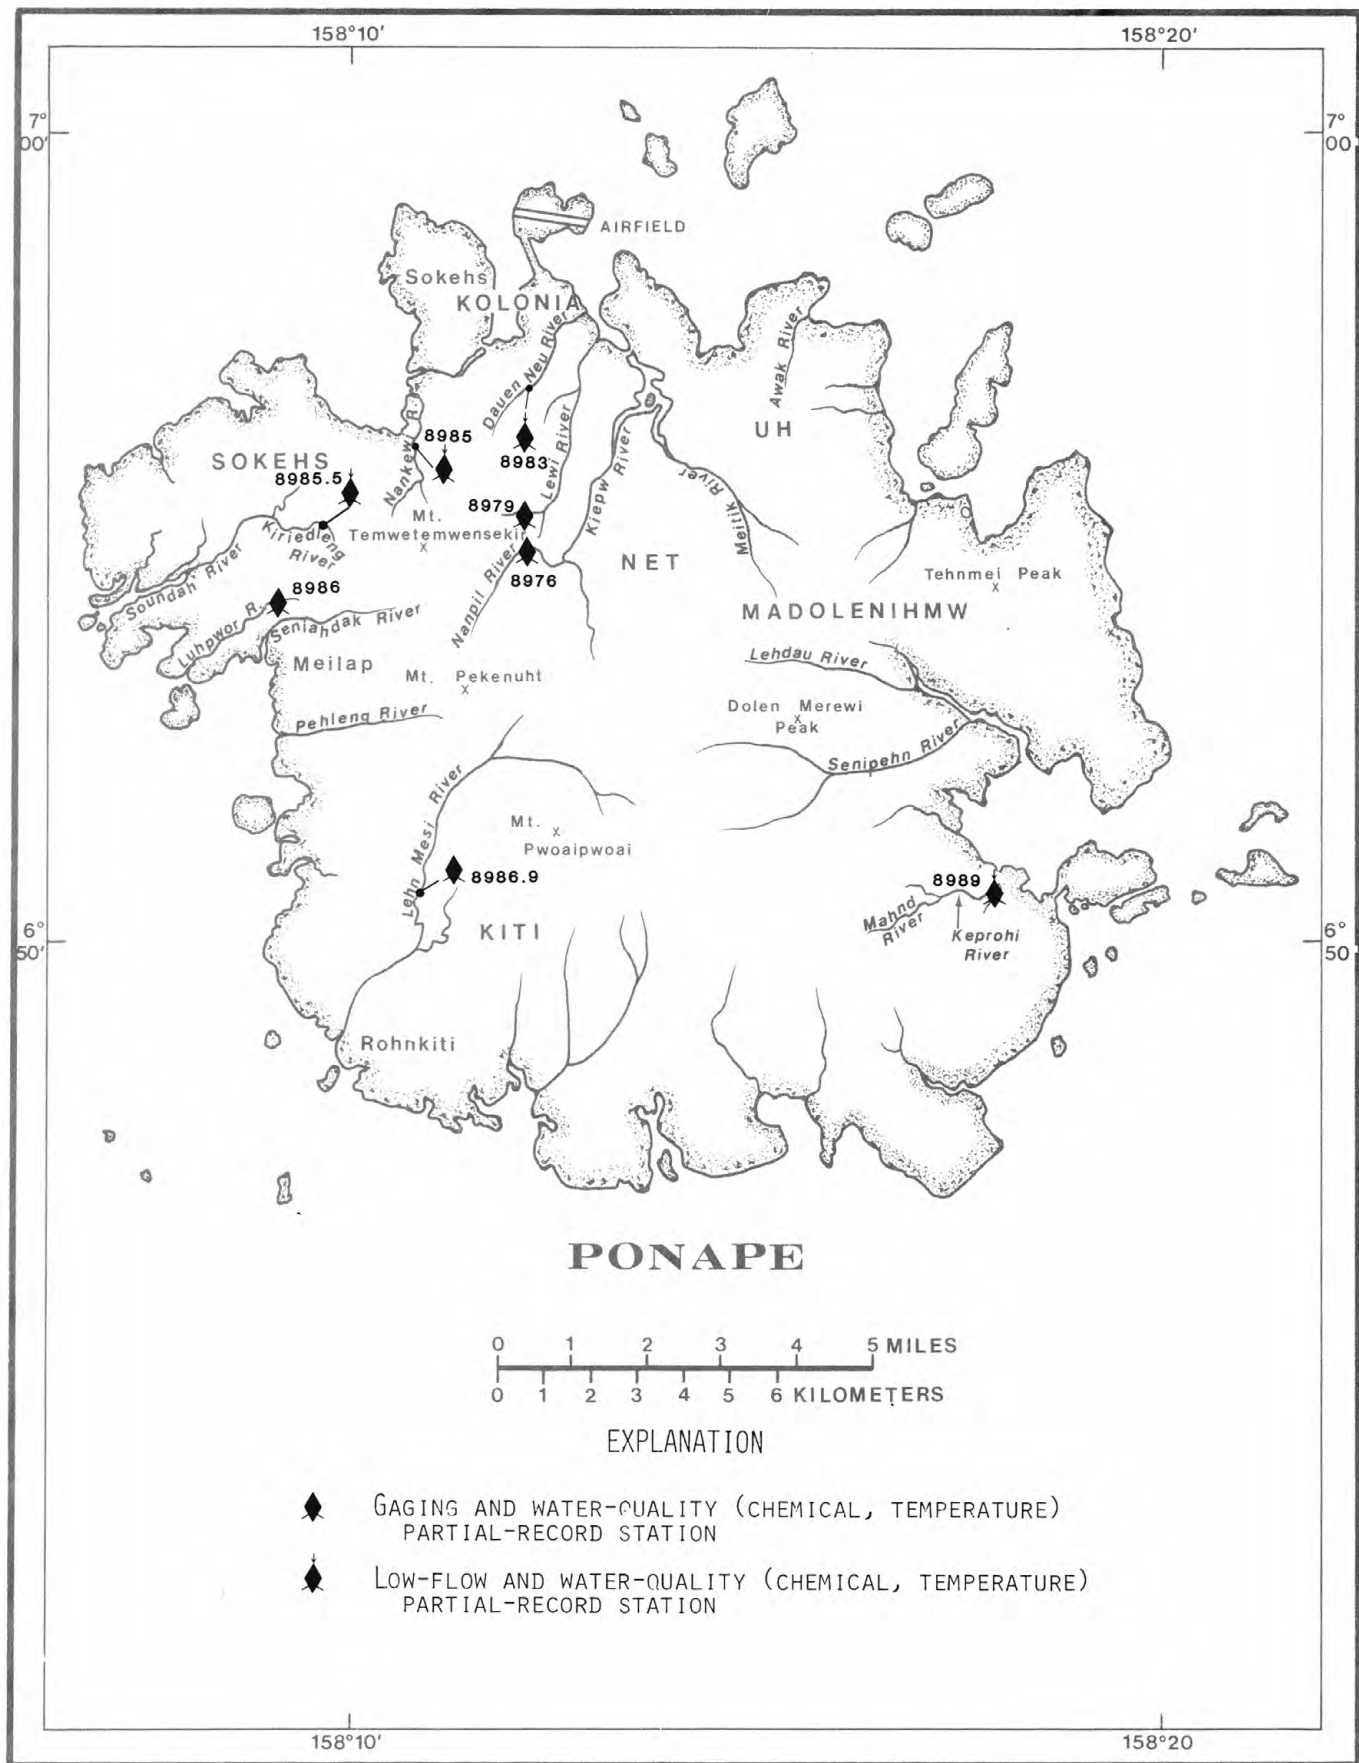 158°10'
158°20'
7°
00'
7°
00
AIRFIELD
Sokehs
KOLONIA
Dauen Neu River
Awak River
UH
Nankew R.
8985
8983
Lewi River
Kiepw River
Meitik River
SOKEHS
8985.5
Kiriedleng
River
8979
Mt.
Temwetemwensekir
NET
8976
Nanpil River
Tehnmei Peak
Soundah River
8986
Luhpwor R.
Seniahdak River
MADOLENIHMW
Meilap
Lehdau River
Mt. Pekenuht
Dolen Merewi
Peak
Pehleng River
Senipehn River
Lehn Mesi River
Mt.
Pwoaipwoai
8986.9
8989
Mahnd
River
Keprohi
River
KITI
6°
50'
6°
50
Rohnkiti
PONAPE
0 1 2 3 4 5 MILES
0 1 2 3 4 5 6 KILOMETERS
EXPLANATION
GAGING AND WATER-QUALITY (CHEMICAL, TEMPERATURE)
PARTIAL-RECORD STATION
LOW-FLOW AND WATER-QUALITY (CHEMICAL, TEMPERATURE)
PARTIAL-RECORD STATION
158°10'
158°20